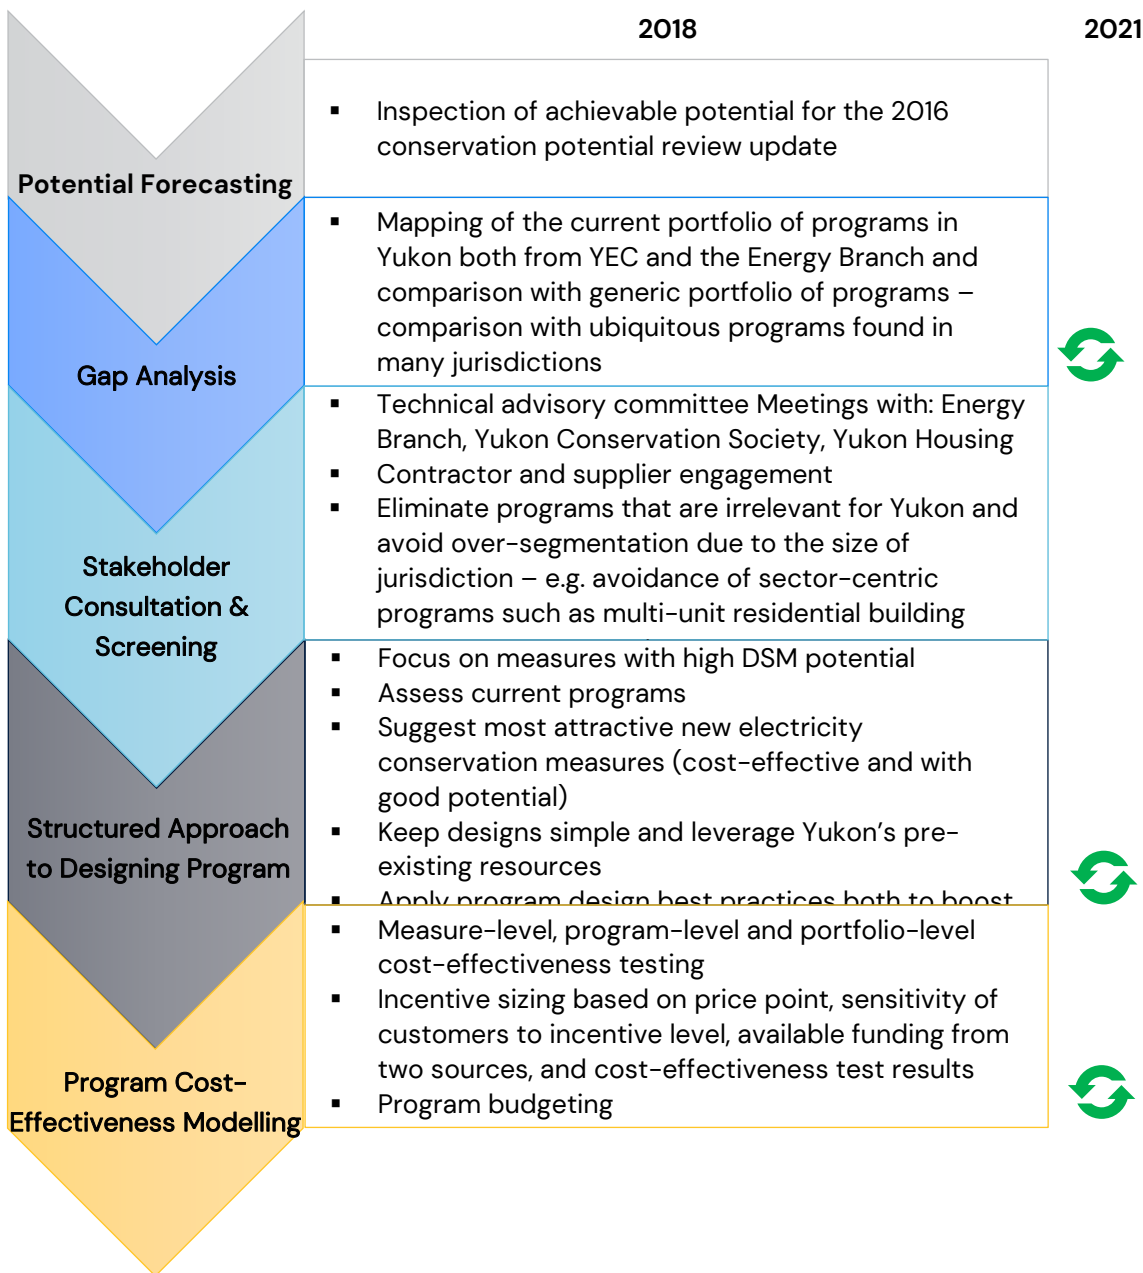 2018
2021
Potential Forecasting
▪ Inspection of achievable potential for the 2016
conservation potential review update
Gap Analysis
▪ Mapping of the current portfolio of programs in
Yukon both from YEC and the Energy Branch and
comparison with generic portfolio of programs –
comparison with ubiquitous programs found in
many jurisdictions
Stakeholder
Consultation &
Screening
▪ Technical advisory committee Meetings with: Energy
Branch, Yukon Conservation Society, Yukon Housing
▪ Contractor and supplier engagement
▪ Eliminate programs that are irrelevant for Yukon and
avoid over-segmentation due to the size of
jurisdiction – e.g. avoidance of sector-centric
programs such as multi-unit residential building
Structured Approach
to Designing Program
▪ Focus on measures with high DSM potential
▪ Assess current programs
▪ Suggest most attractive new electricity
conservation measures (cost-effective and with
good potential)
▪ Keep designs simple and leverage Yukon's pre-
existing resources
▪ Apply program design best practices both to boost
Program Cost-
Effectiveness Modelling
▪ Measure-level, program-level and portfolio-level
cost-effectiveness testing
▪ Incentive sizing based on price point, sensitivity of
customers to incentive level, available funding from
two sources, and cost-effectiveness test results
▪ Program budgeting